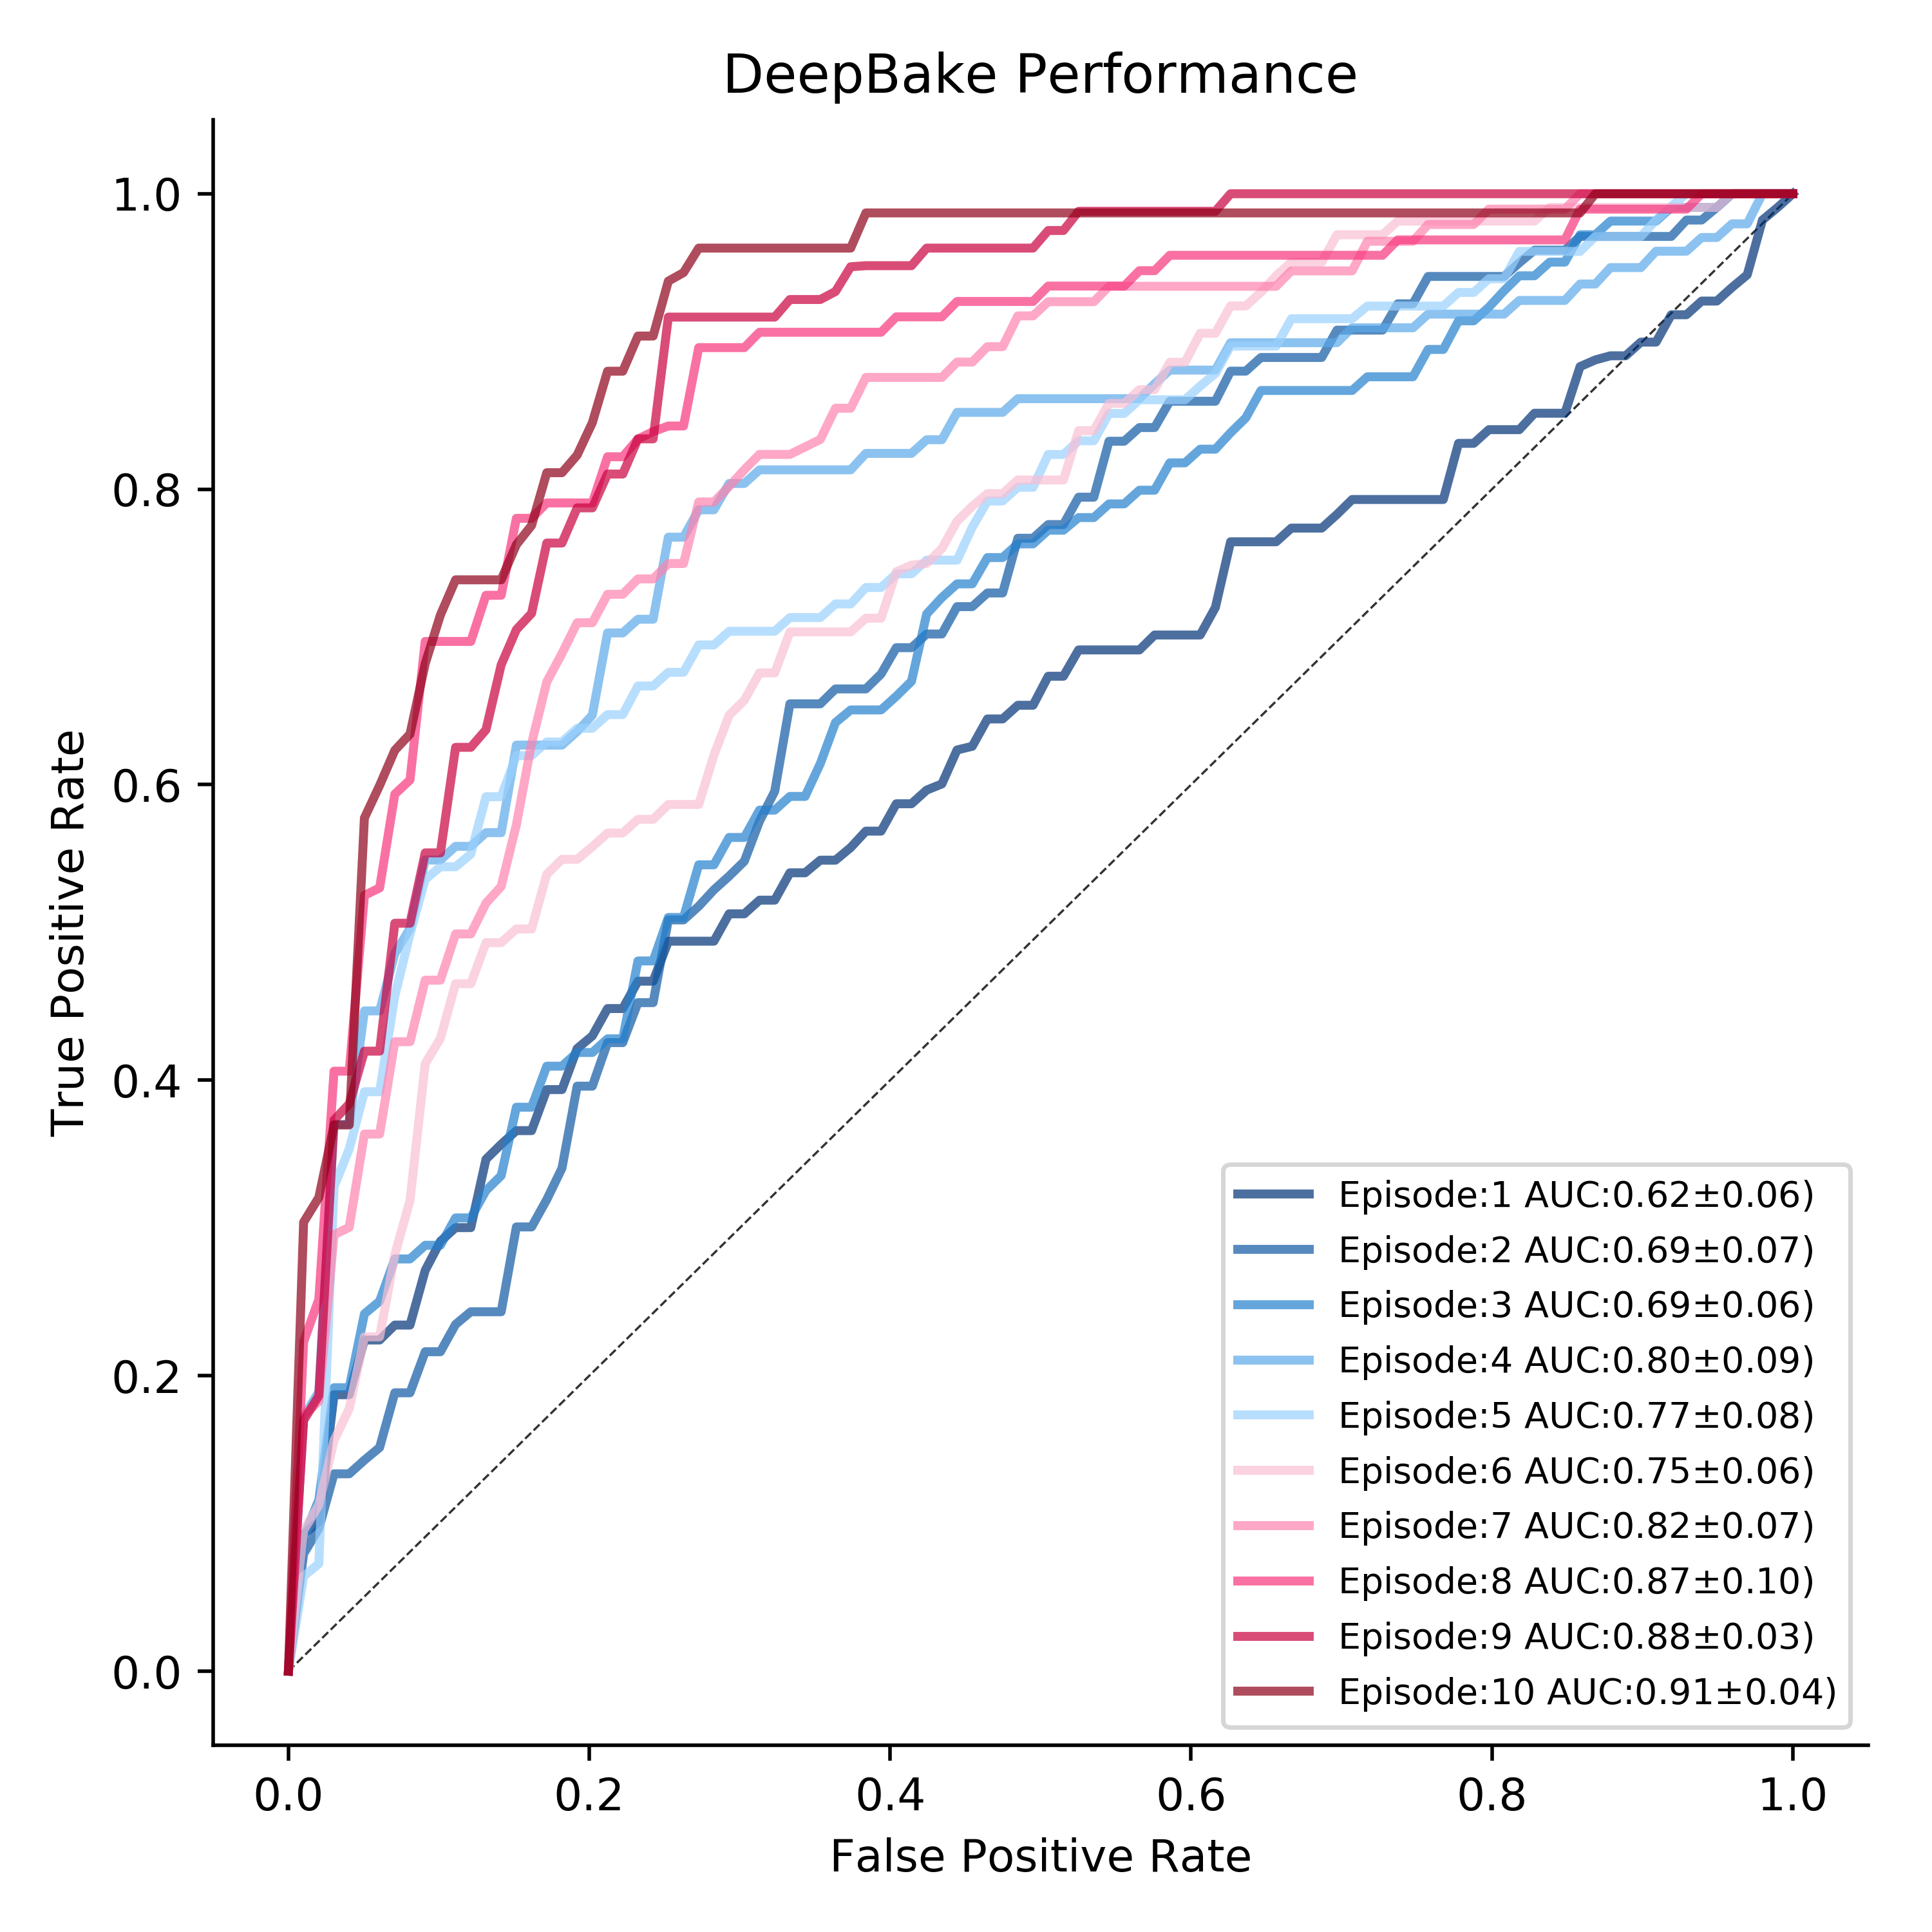 DeepBake Performance
1.0
0.8
0.6
0.4
0.2
0.0
True Positive Rate
Episode:1 AUC:0.62±0.06)
Episode:2 AUC:0.69±0.07)
Episode:3 AUC:0.69±0.06)
Episode:4 AUC:0.80±0.09)
Episode:5 AUC:0.77±0.08)
Episode:6 AUC:0.75±0.06)
Episode:7 AUC:0.82±0.07)
Episode:8 AUC:0.87±0.10)
Episode:9 AUC:0.88±0.03)
Episode:10 AUC:0.91±0.04)
0.0 0.2 0.4 0.6 0.8 1.0
False Positive Rate